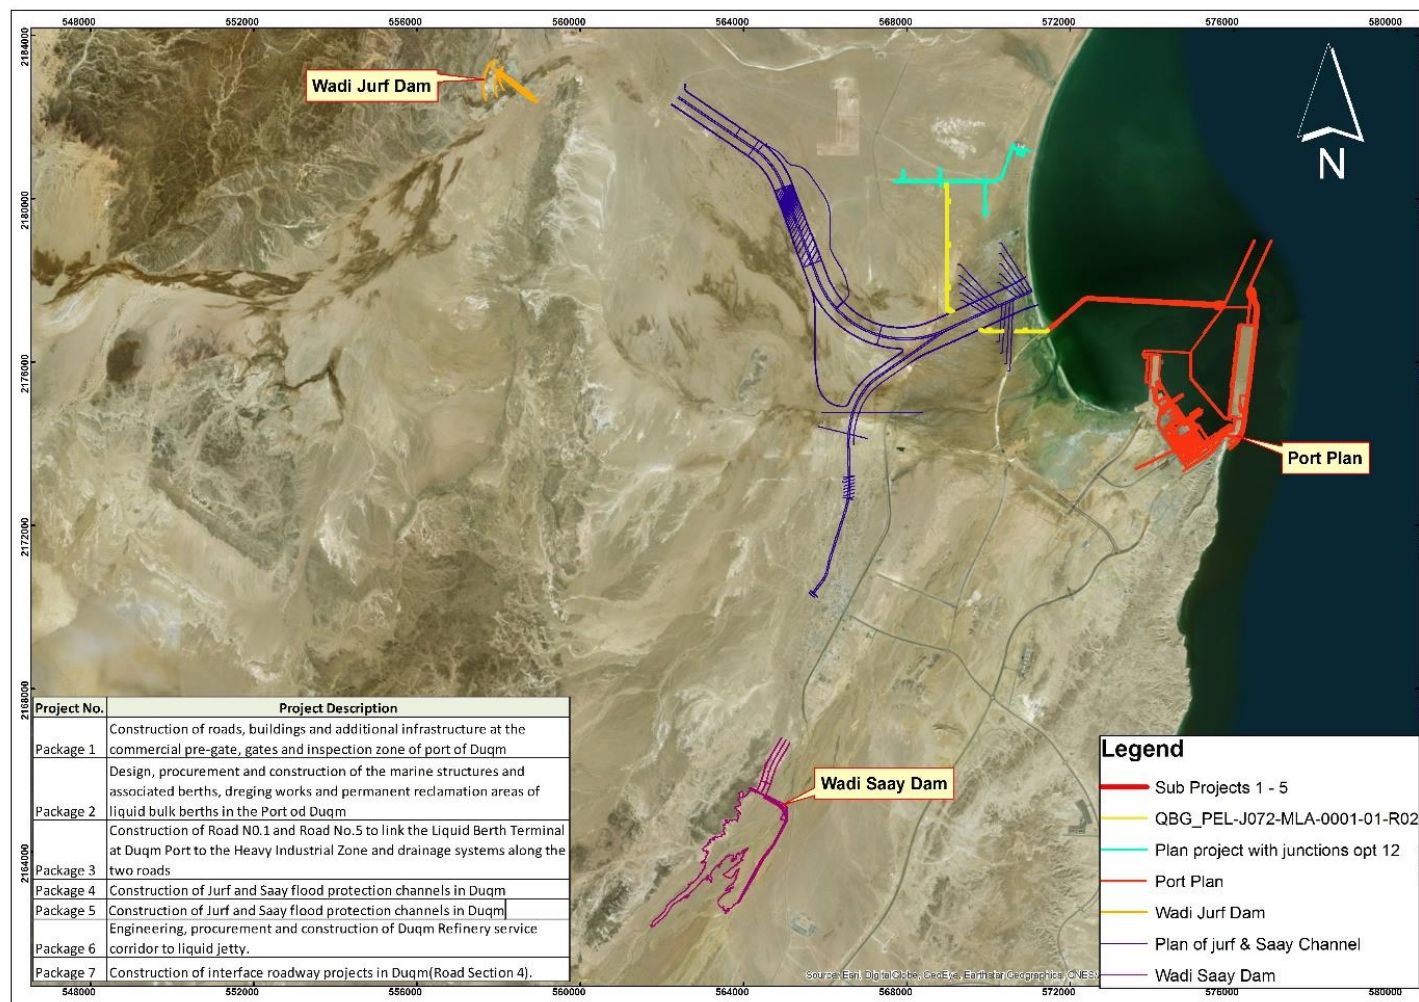 548000 552000 556000 560000 564000 568000 572000 576000 580000
2184000
2180000
2176000
2172000
2168000
2164000
Wadi Jurf Dam
N
Port Plan
Wadi Saay Dam
Project No. Project Description
Package 1 Construction of roads, buildings and additional infrastructure at the
commercial pre-gate, gates and inspection zone of port of Duqm
Package 2 Design, procurement and construction of the marine structures and
associated berths, dreging works and permanent reclamation areas of
liquid bulk berths in the Port od Duqm
Package 3 Construction of Road N0.1 and Road No.5 to link the Liquid Berth Terminal
at Duqm Port to the Heavy Industrial Zone and drainage systems along the
two roads
Package 4 Construction of Jurf and Saay flood protection channels in Duqm
Package 5 Construction of Jurf and Saay flood protection channels in Duqm
Package 6 Engineering, procurement and construction of Duqm Refinery service
corridor to liquid jetty.
Package 7 Construction of interface roadway projects in Duqm(Road Section 4).
Legend
Sub Projects 1 - 5
QBG_PEL-J072-MLA-0001-01-R02
Plan project with junctions opt 12
Port Plan
Wadi Jurf Dam
Plan of jurf & Saay Channel
Wadi Saay Dam
Source: Esri, DigitalGlobe, GeoEye, Earthstar Geographics, CNES
548000 552000 556000 560000 564000 568000 572000 576000 580000